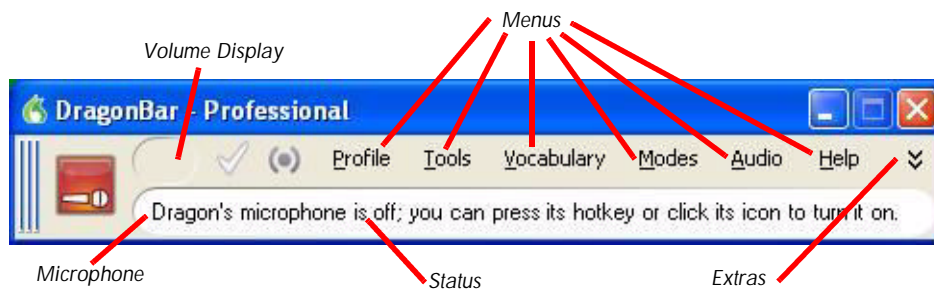 Menus
Volume Display
DragonBar - Professional
Profile Tools Vocabulary Modes Audio Help
Dragon's microphone is off; you can press its hotkey or click its icon to turn it on.
Microphone Status Extras